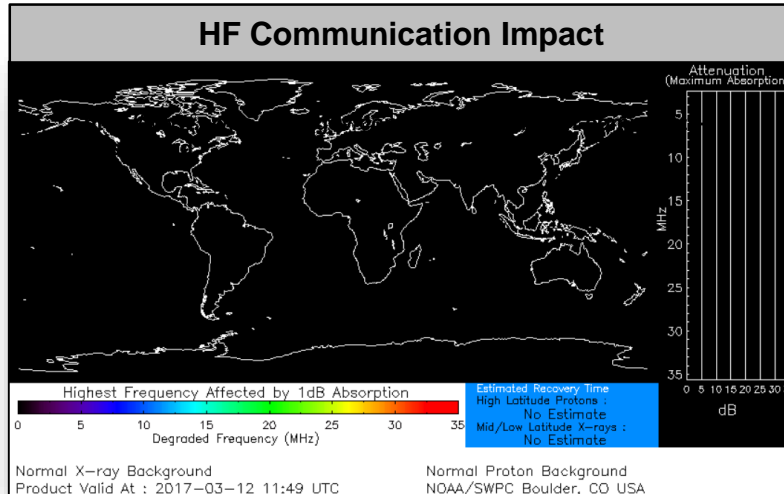 HF Communication Impact
Attenuation
(Maximum Absorption
5
10
15
20
25
30
35
MHz
0 5 10 15 20 25 30
dB
Highest Frequency Affected by 1dB Absorption
0 5 10 15 20 25 30 35
Degraded Frequency (MHz)
Estimated Recovery Time
High Latitude Protons :
No Estimate
Mid/Low Latitude X-rays :
No Estimate
Normal X-ray Background
Normal Proton Background
Product Valid At : 2017-03-12 11:49 UTC
NOAA/SWPC Boulder, CO USA